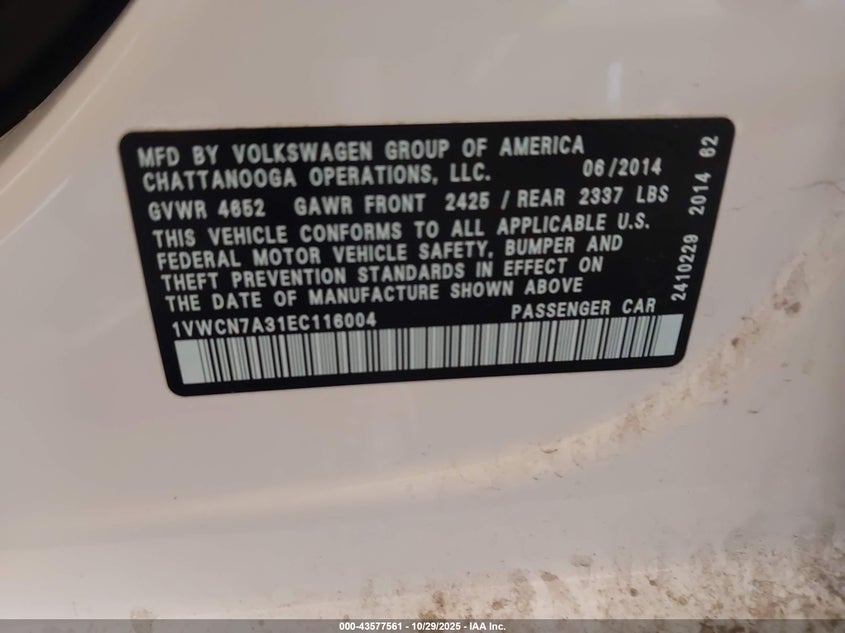 MFD BY VOLKSWAGEN GROUP OF AMERICA
CHATTANOOGA OPERATIONS, LLC. 06/2014
GVWR 4652 GAWR FRONT 2425 / REAR 2337 LBS
THIS VEHICLE CONFORMS TO ALL APPLICABLE U.S.
FEDERAL MOTOR VEHICLE SAFETY, BUMPER AND
THEFT PREVENTION STANDARDS IN EFFECT ON
THE DATE OF MANUFACTURE SHOWN ABOVE
1VWCN7A31EC116004 PASSENGER CAR
2410229 2014 62
000-43577561 - 10/29/2025 - IAA Inc.